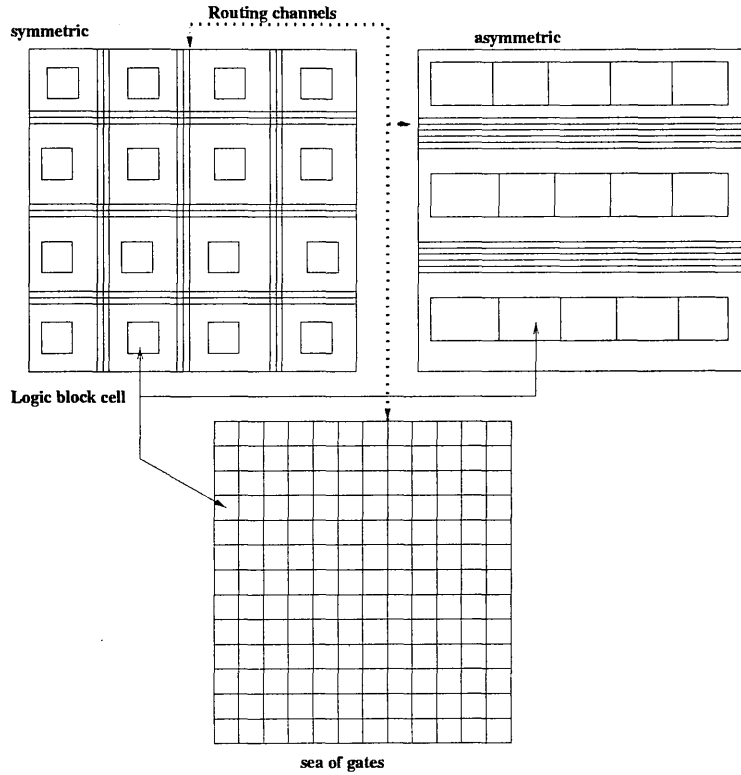 Routing channels
symmetric
asymmetric
Logic block cell
sea of gates